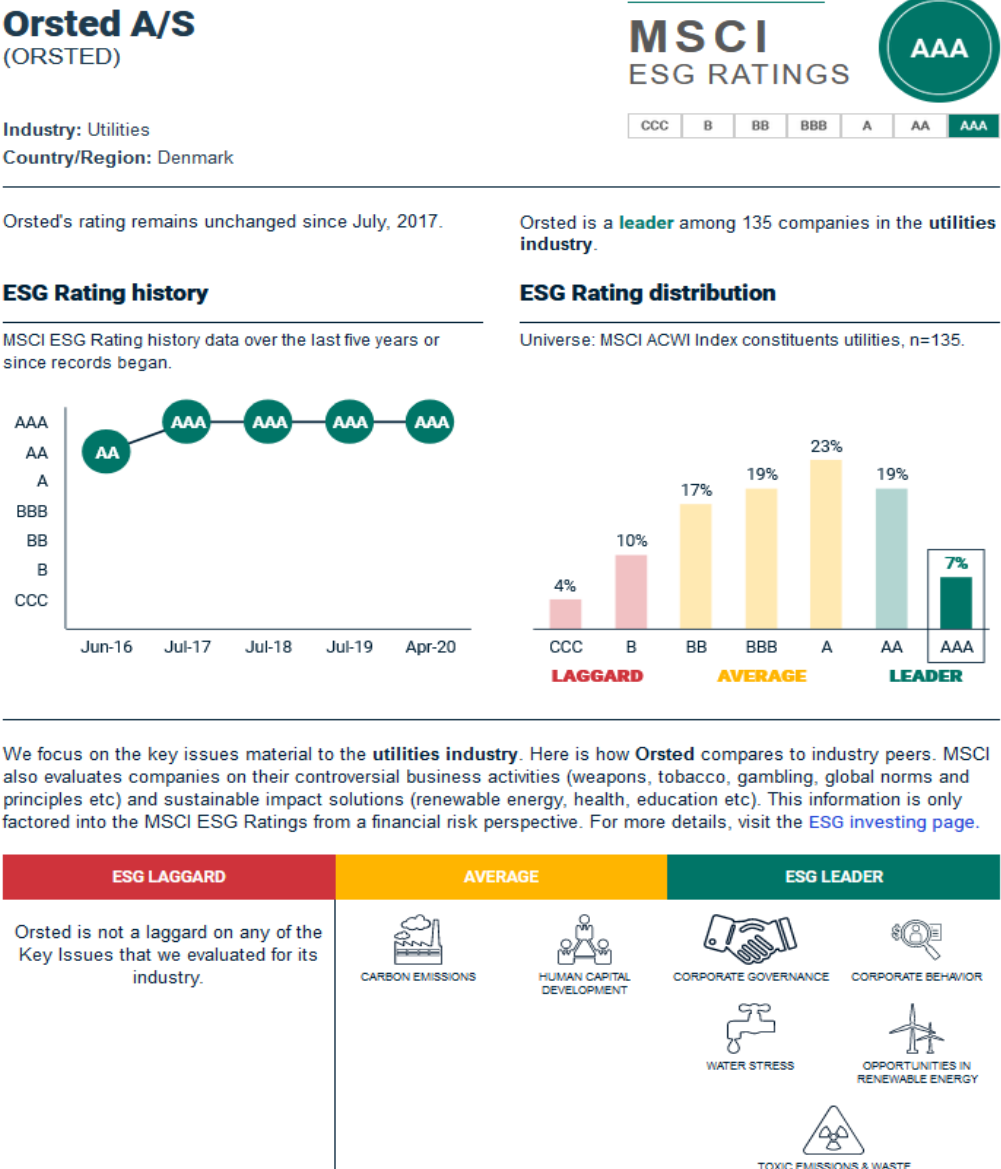 Orsted A/S
(ORSTED)
MSCI
ESG RATINGS
AAA
CCC B BB BBB A AA AAA
Industry: Utilities
Country/Region: Denmark
Orsted's rating remains unchanged since July, 2017.
Orsted is a leader among 135 companies in the utilities
industry.
ESG Rating history
MSCI ESG Rating history data over the last five years or
since records began.
AAA
AA
A
BBB
BB
B
CCC
AA AAA AAA AAA AAA
Jun-16 Jul-17 Jul-18 Jul-19 Apr-20
ESG Rating distribution
Universe: MSCI ACWI Index constituents utilities, n=135.
4% 10% 17% 19% 23% 19% 7%
CCC B BB BBB A AA AAA
LAGGARD AVERAGE LEADER
We focus on the key issues material to the utilities industry. Here is how Orsted compares to industry peers. MSCI
also evaluates companies on their controversial business activities (weapons, tobacco, gambling, global norms and
principles etc) and sustainable impact solutions (renewable energy, health, education etc). This information is only
factored into the MSCI ESG Ratings from a financial risk perspective. For more details, visit the ESG investing page.
ESG LAGGARD
Orsted is not a laggard on any of the
Key Issues that we evaluated for its
industry.
AVERAGE
CARBON EMISSIONS
HUMAN CAPITAL
DEVELOPMENT
ESG LEADER
CORPORATE GOVERNANCE
CORPORATE BEHAVIOR
WATER STRESS
OPPORTUNITIES IN
RENEWABLE ENERGY
TOXIC EMISSIONS & WASTE